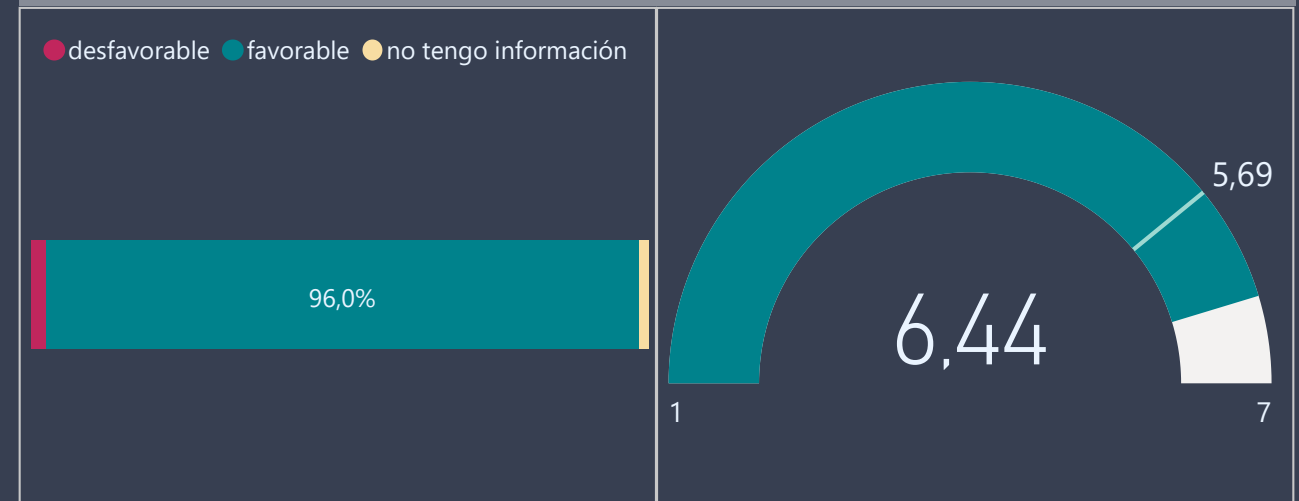 desfavorable favorable no tengo información
96,0%
5,69
6,44
1 7